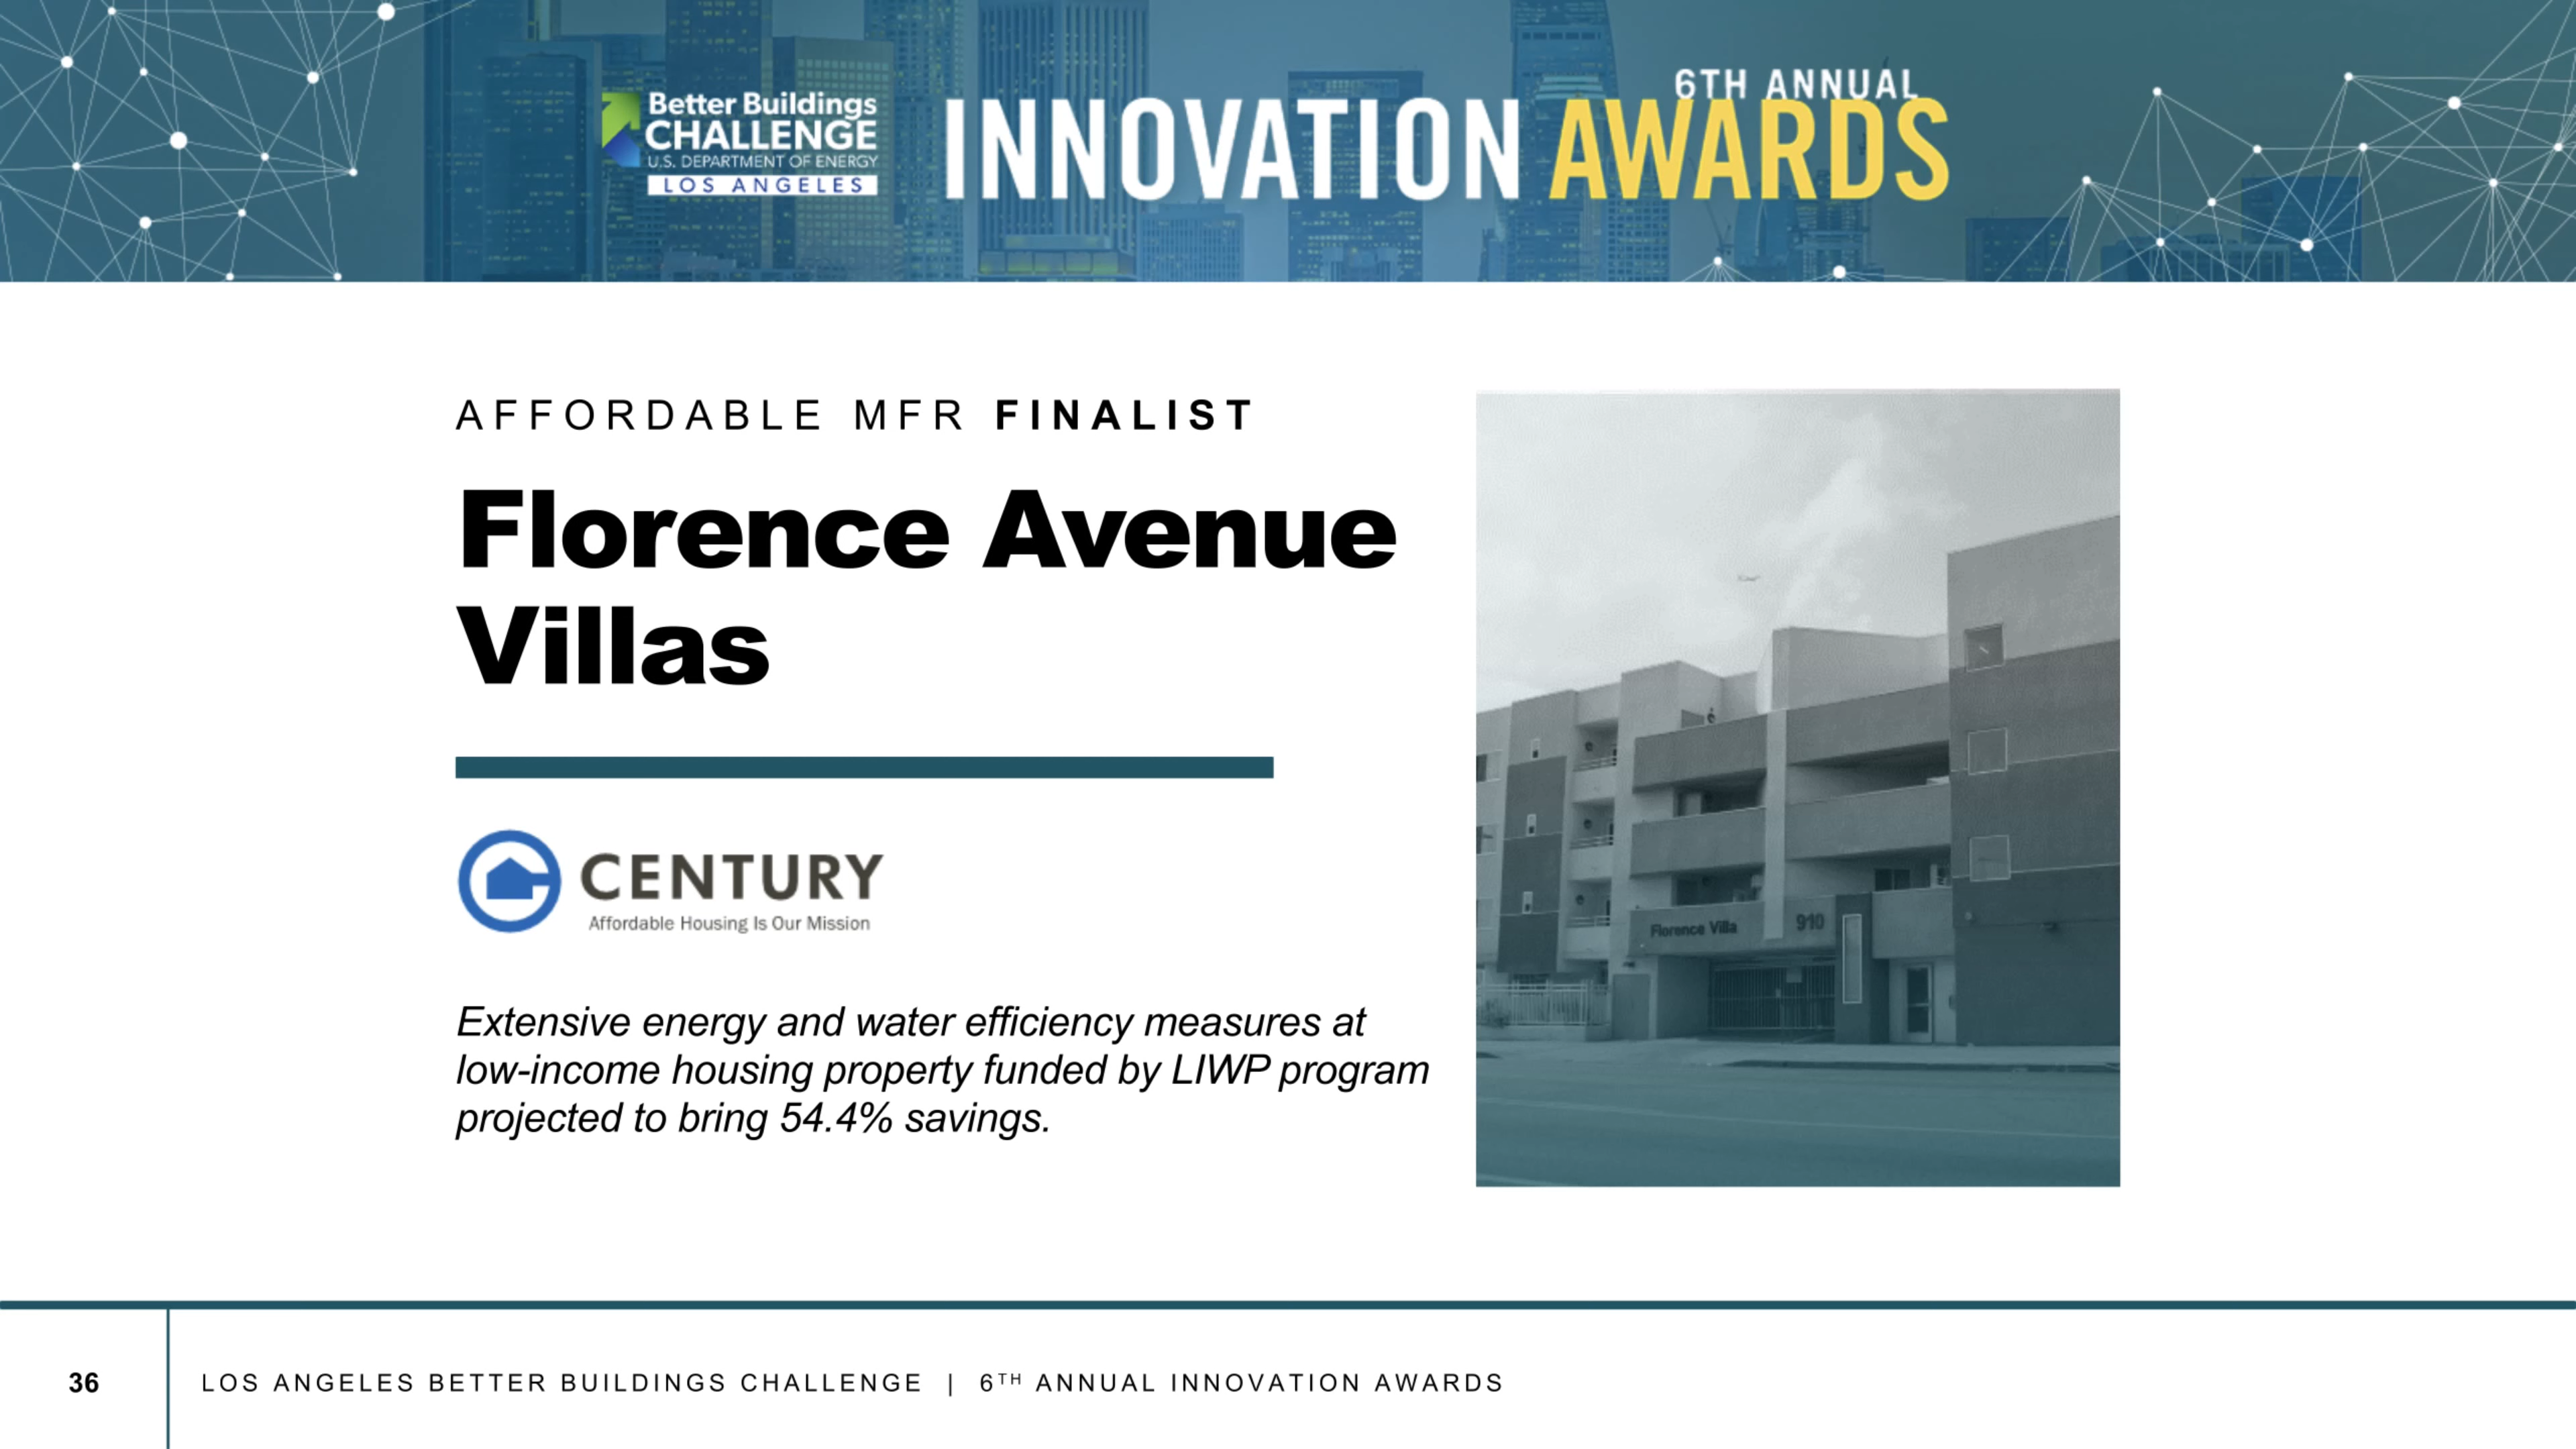 Better Buildings
CHALLENGE
U.S. DEPARTMENT OF ENERGY
LOS ANGELES
6TH ANNUAL
INNOVATION AWARDS
AFFORDABLE MFR FINALIST
Florence Avenue
Villas
CENTURY
Affordable Housing Is Our Mission
Extensive energy and water efficiency measures at
low-income housing property funded by LIWP program
projected to bring 54.4% savings.
Florence Villa
910
36
LOS ANGELES BETTER BUILDINGS CHALLENGE | 6TH ANNUAL INNOVATION AWARDS